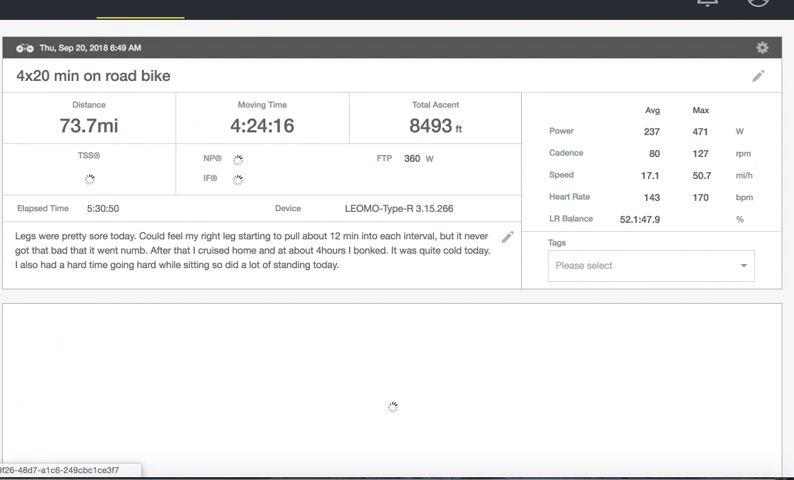 Thu, Sep 20, 2018 6:49 AM
4x20 min on road bike
Distance
73.7mi
Moving Time
4:24:16
Total Ascent
8493 ft
TSS®
NP®
IF®
FTP 360 W
Elapsed Time 5:30:50
Device LEOMO-Type-R 3.15.266
Legs were pretty sore today. Could feel my right leg starting to pull about 12 min into each interval, but it never
got that bad that it went numb. After that I cruised home and at about 4hours I bonked. It was quite cold today.
I also had a hard time going hard while sitting so did a lot of standing today.
Avg Max
Power 237 471 W
Cadence 80 127 rpm
Speed 17.1 50.7 mi/h
Heart Rate 143 170 bpm
LR Balance 52.1:47.9 %
Tags
Please select
9f26-48d7-a1c6-249cbc1ce3f7